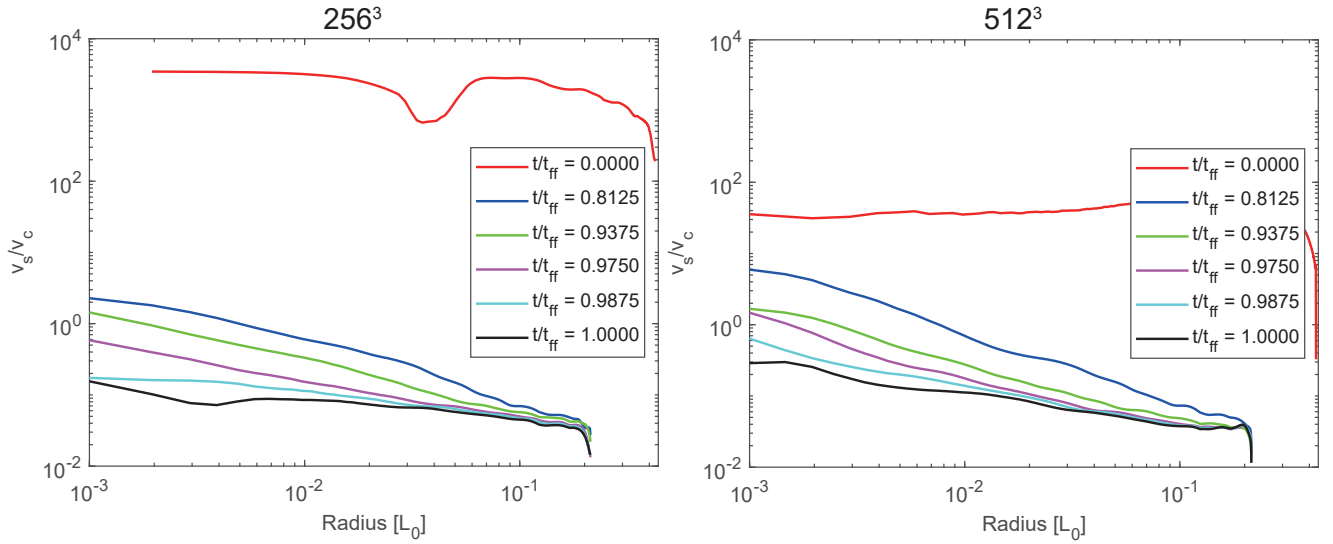 256³
10⁴
10²
10⁰
10⁻²
v_s/v_c
t/t_ff = 0.0000
t/t_ff = 0.8125
t/t_ff = 0.9375
t/t_ff = 0.9750
t/t_ff = 0.9875
t/t_ff = 1.0000
10⁻³
10⁻²
10⁻¹
Radius [L₀]
512³
10⁴
10²
10⁰
10⁻²
v_s/v_c
t/t_ff = 0.0000
t/t_ff = 0.8125
t/t_ff = 0.9375
t/t_ff = 0.9750
t/t_ff = 0.9875
t/t_ff = 1.0000
10⁻³
10⁻²
10⁻¹
Radius [L₀]